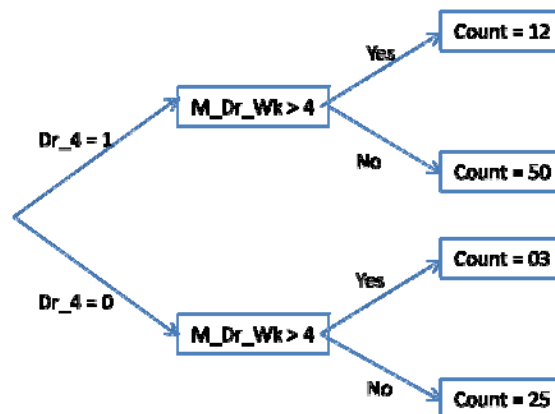 Count = 12
Yes
M_Dr_Wk > 4
Dr_4 = 1
No
Count = 50
Count = 03
Yes
Dr_4 = 0
M_Dr_Wk > 4
No
Count = 25